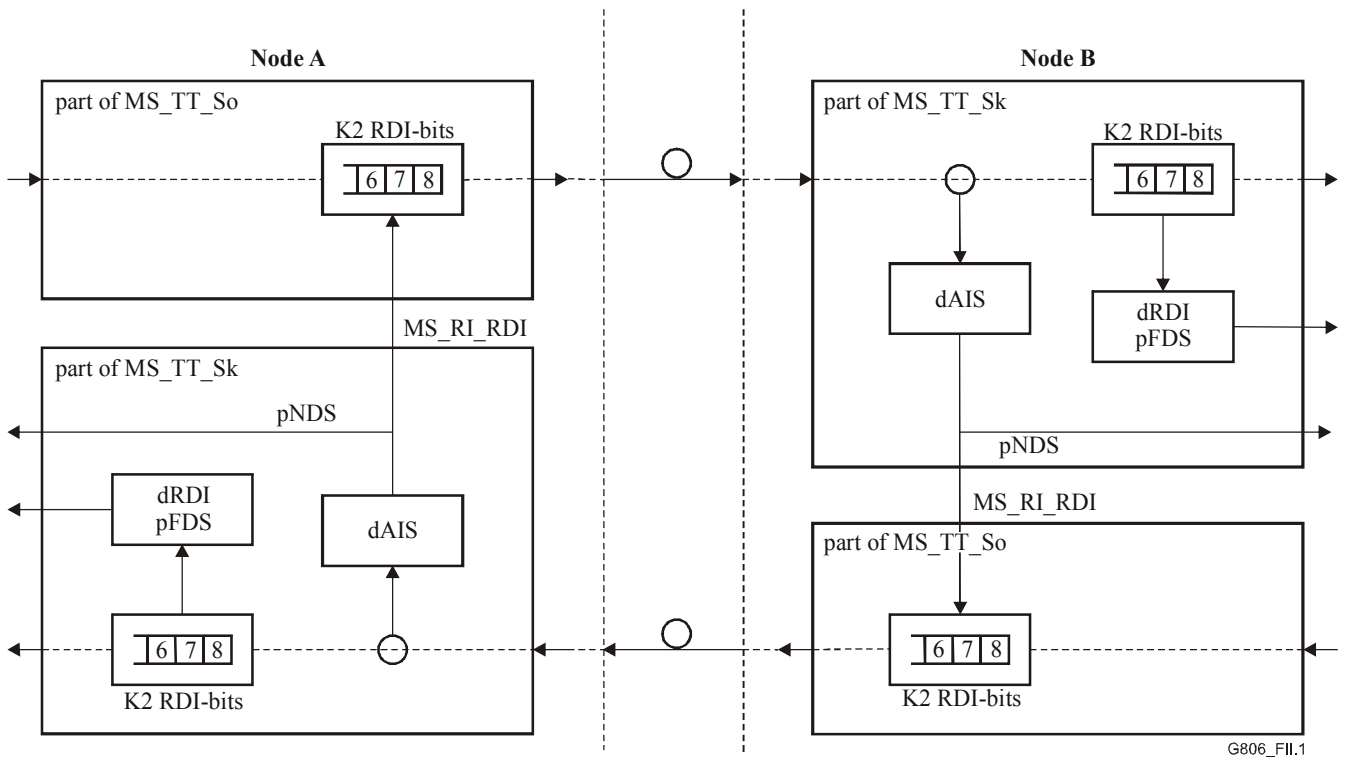 Node A
Node B
part of MS_TT_So
K2 RDI-bits
6 7 8
part of MS_TT_Sk
K2 RDI-bits
6 7 8
dAIS
dRDI
pFDS
MS_RI_RDI
part of MS_TT_Sk
pNDS
pNDS
dRDI
pFDS
dAIS
MS_RI_RDI
part of MS_TT_So
6 7 8
K2 RDI-bits
6 7 8
K2 RDI-bits
G806_FII.1